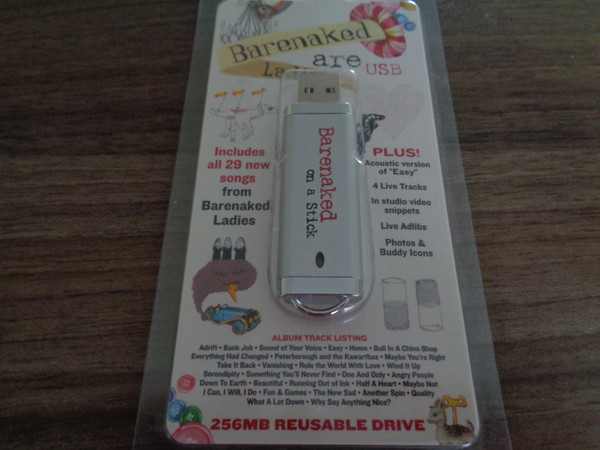 Barenaked
La are USB
Includes
all 29 new
songs
from
Barenaked
Ladies
Barenaked
on a Stick
PLUS!
Acoustic version
of "Easy"
4 Live Tracks
In studio video
snippets
Live Adlibs
Photos &
Buddy Icons
ALBUM TRACK LISTING
Adrift • Bank Job • Sound of Your Voice • Easy • Home • Bull In A China Shop
Everything Had Changed • Peterborough and the Kawarthas • Maybe You're Right
Take It Back • Vanishing • Rule the World With Love • Wind It Up
Serendipity • Something You'll Never Find • One And Only • Angry People
Down To Earth • Beautiful • Running Out of Ink • Half A Heart • Maybe Not
I Can, I Will, I Do • Fun & Games • The New Sad • Another Spin • Quality
What A Let Down • Why Say Anything Nice?
256MB REUSABLE DRIVE